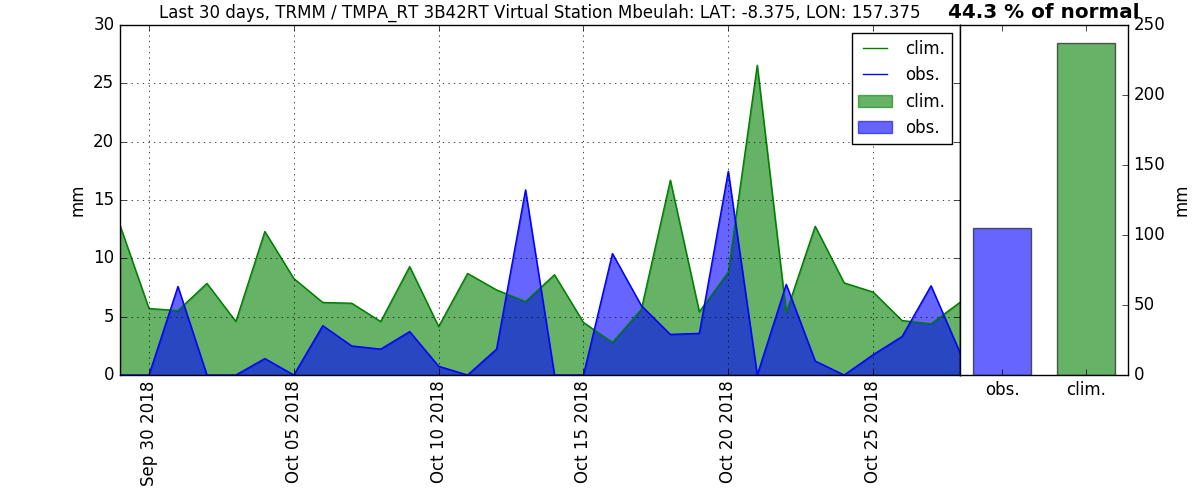 Last 30 days, TRMM / TMPA_RT 3B42RT Virtual Station Mbeulah: LAT: -8.375, LON: 157.375
44.3 % of normal
30
25
20
15
10
5
0
mm
clim.
obs.
clim.
obs.
Sep 30 2018
Oct 05 2018
Oct 10 2018
Oct 15 2018
Oct 20 2018
Oct 25 2018
250
200
150
100
50
0
mm
obs.
clim.